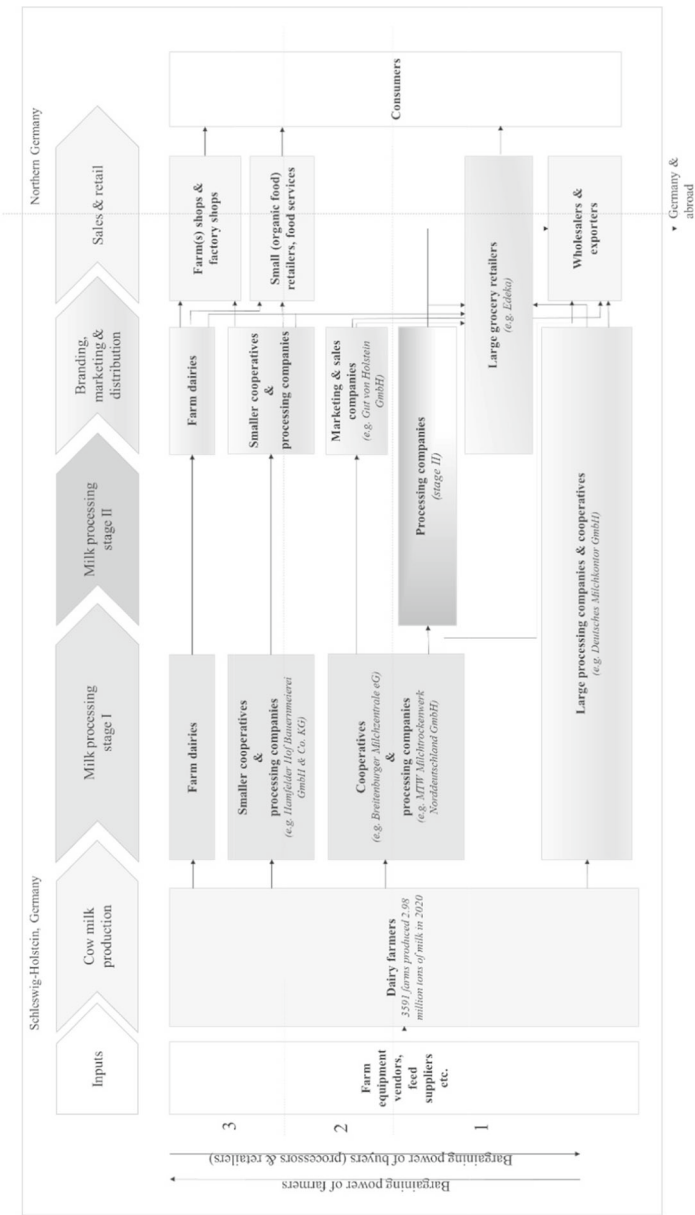 Schleswig-Holstein, Germany
Northern Germany
Inputs
Cow milk
production
Milk processing
stage I
Milk processing
stage II
Branding,
marketing &
distribution
Sales & retail
Bargaining power of farmers
Bargaining power of buyers (processors & retailers)
3
2
1
Farm
equipment
vendors,
feed
suppliers
etc.
Dairy farmers
3591 farms produced 2.98
million tons of milk in 2020
Farm dairies
Smaller cooperatives
&
processing companies
(e.g. Hamfelder Hof Bauernmeierei
GmbH & Co. KG)
Cooperatives
(e.g. Breitenburger Milchzentrale eG)
&
processing companies
(e.g. MTW Milchtrockenwerk
Norddeutschland GmbH)
Large processing companies & cooperatives
(e.g. Deutsches Milchkontor GmbH)
Processing companies
(stage II)
Farm dairies
Smaller cooperatives
&
processing companies
Marketing & sales
companies
(e.g. Gut von Holstein
GmbH)
Large grocery retailers
(e.g. Edeka)
Farm(s) shops &
factory shops
Small (organic food)
retailers, food services
Wholesalers &
exporters
Consumers
Germany &
abroad